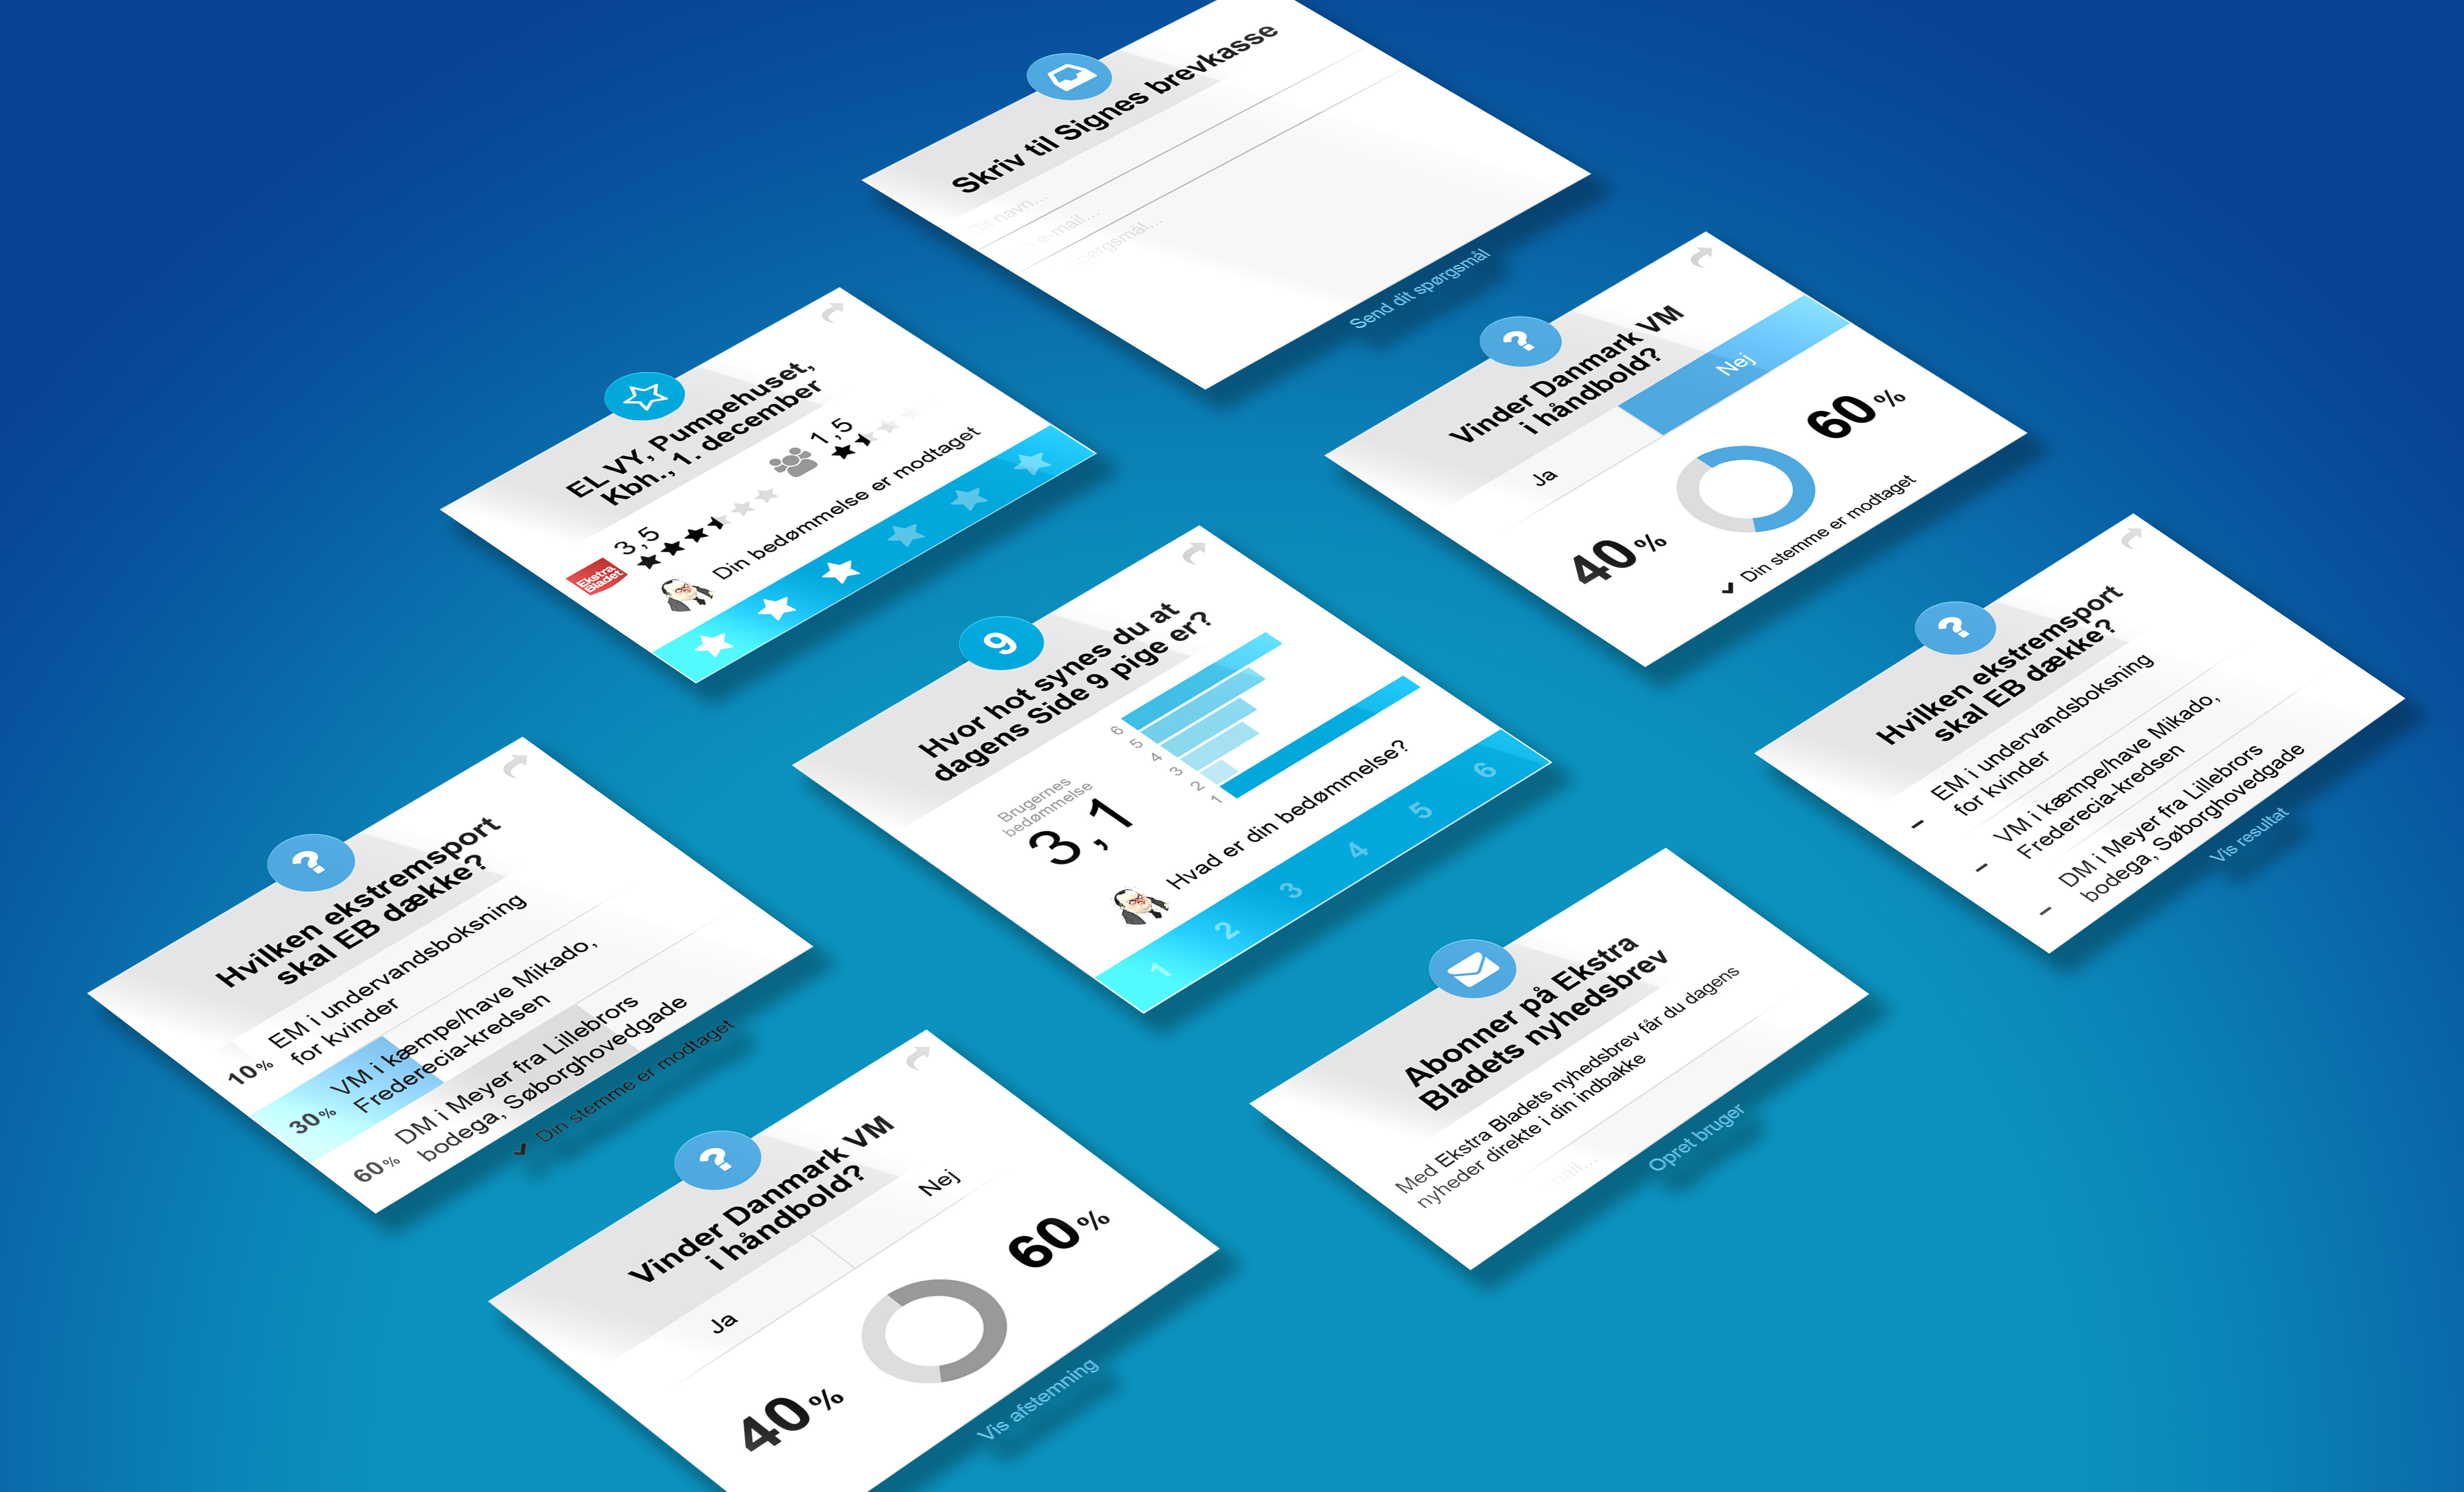 Skriv til Signes brevkasse
Dit navn...
e-mail...
Send dit spørgsmål
EL VY, Pumpehuset,
Kbh., 1. december
Ekstra
Bladet
3,5
1,5
Din bedømmelse er modtaget
?
Vinder Danmark VM
i håndbold?
Ja
Nej
40%
60%
Din stemme er modtaget
9
Hvor hot synes du at
dagens Side 9 pige er?
Brugernes
bedømmelse
3,1
6
5
4
3
2
1
Hvad er din bedømmelse?
1 2 3 4 5 6
?
Hvilken ekstremsport
skal EB dække?
– EM i undervandsboksning
for kvinder
– VM i kæmpe/have Mikado,
Frederecia-kredsen
– DM i Meyer fra Lillebrors
bodega, Søborghovedgade
Vis resultat
?
Hvilken ekstremsport
skal EB dække?
10% EM i undervandsboksning
for kvinder
30% VM i kæmpe/have Mikado,
Frederecia-kredsen
60% DM i Meyer fra Lillebrors
bodega, Søborghovedgade
Din stemme er modtaget
?
Vinder Danmark VM
i håndbold?
Ja
Nej
40%
60%
Vis afstemning
Abonner på Ekstra
Bladets nyhedsbrev
Med Ekstra Bladets nyhedsbrev får du dagens
nyheder direkte i din indbakke
Opret bruger